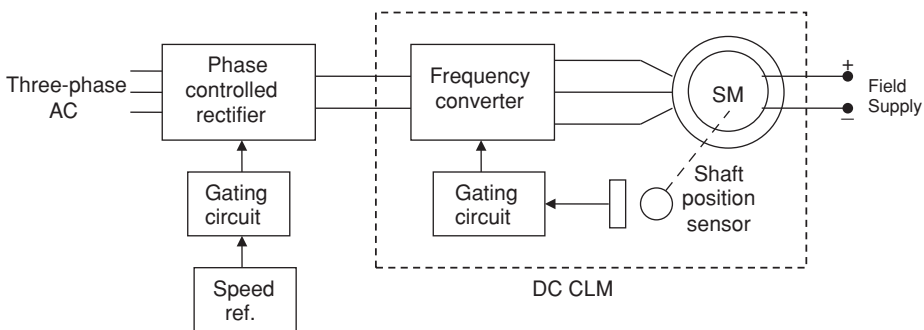 Three-phase
AC
Phase
controlled
rectifier
Frequency
converter
SM
+
–
Field
Supply
Gating
circuit
Gating
circuit
Shaft
position
sensor
Speed
ref.
DC CLM